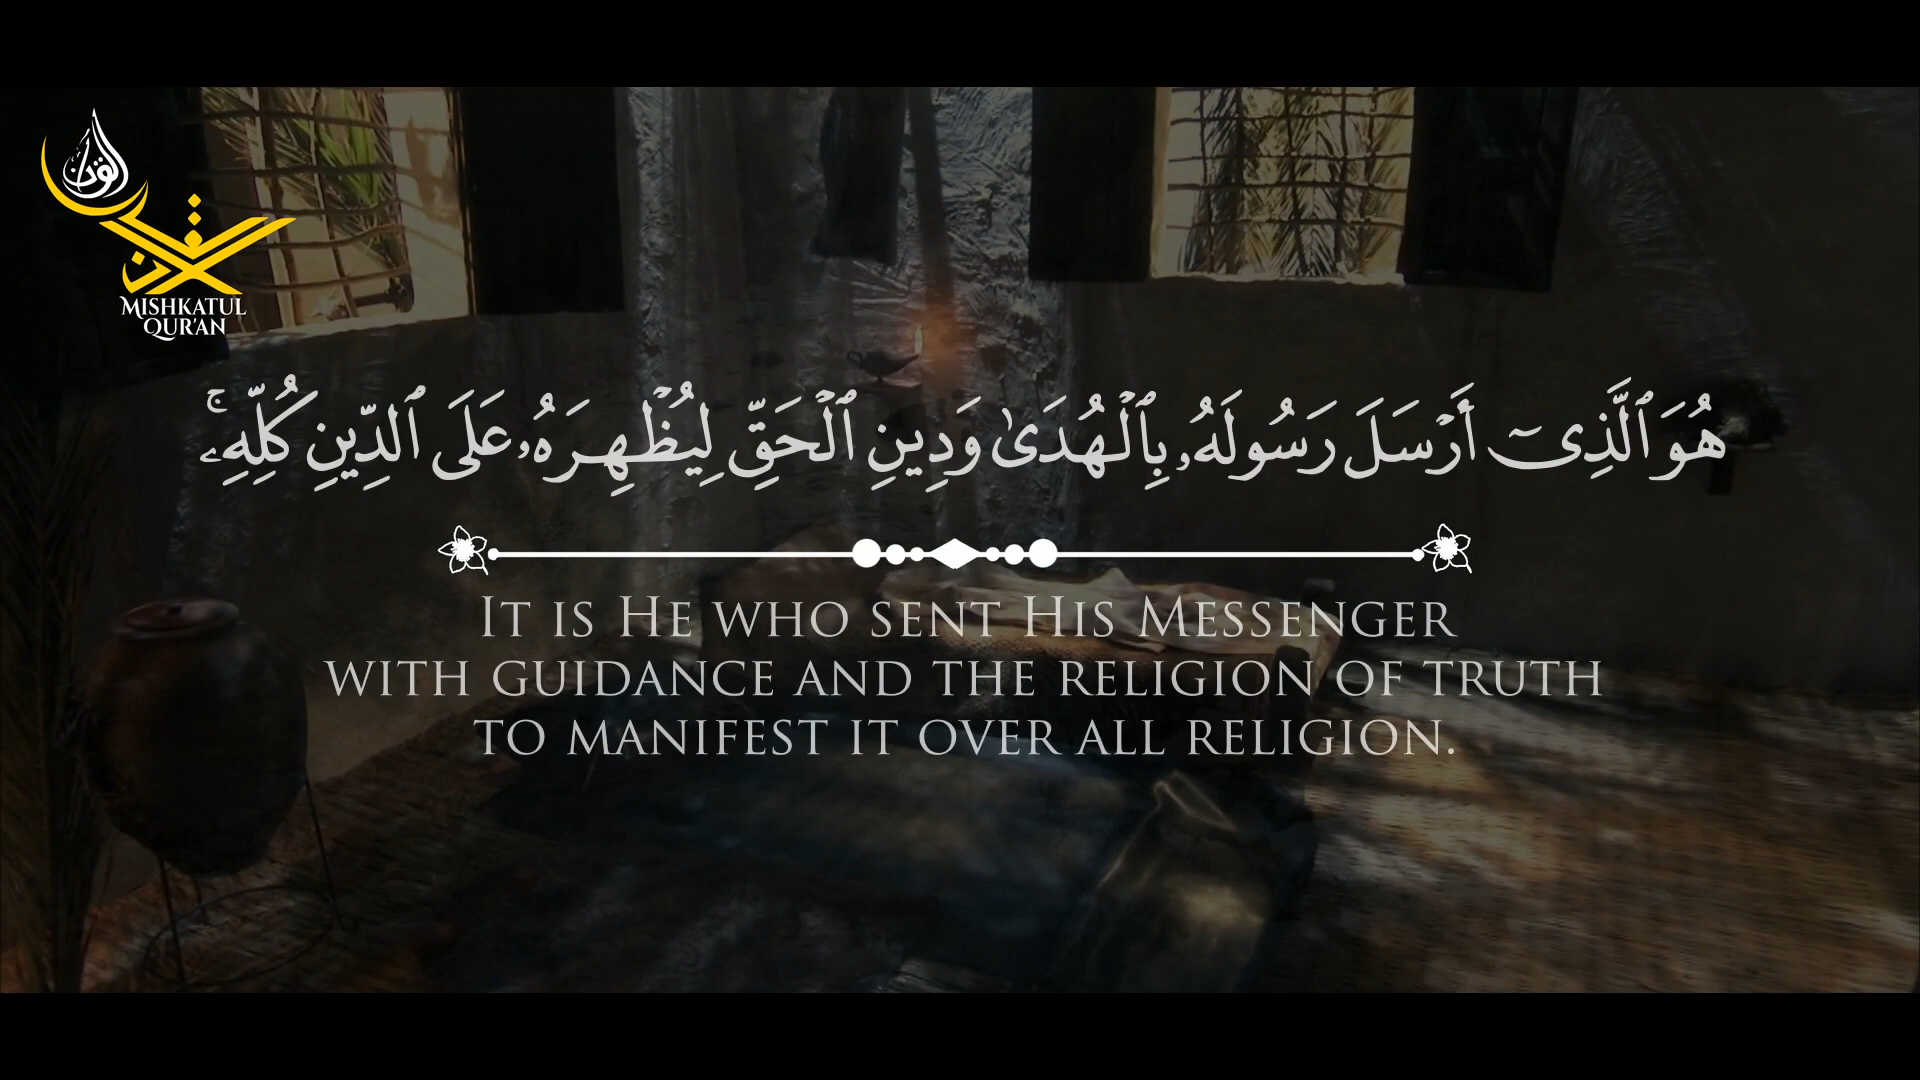 القرآن
MISHKATUL
QUR'AN
هُوَ ٱلَّذِىٓ أَرْسَلَ رَسُولَهُۥ بِٱلْهُدَىٰ وَدِينِ ٱلْحَقِّ لِيُظْهِرَهُۥ عَلَى ٱلدِّينِ كُلِّهِۦ ۚ
IT IS HE WHO SENT HIS MESSENGER
WITH GUIDANCE AND THE RELIGION OF TRUTH
TO MANIFEST IT OVER ALL RELIGION.